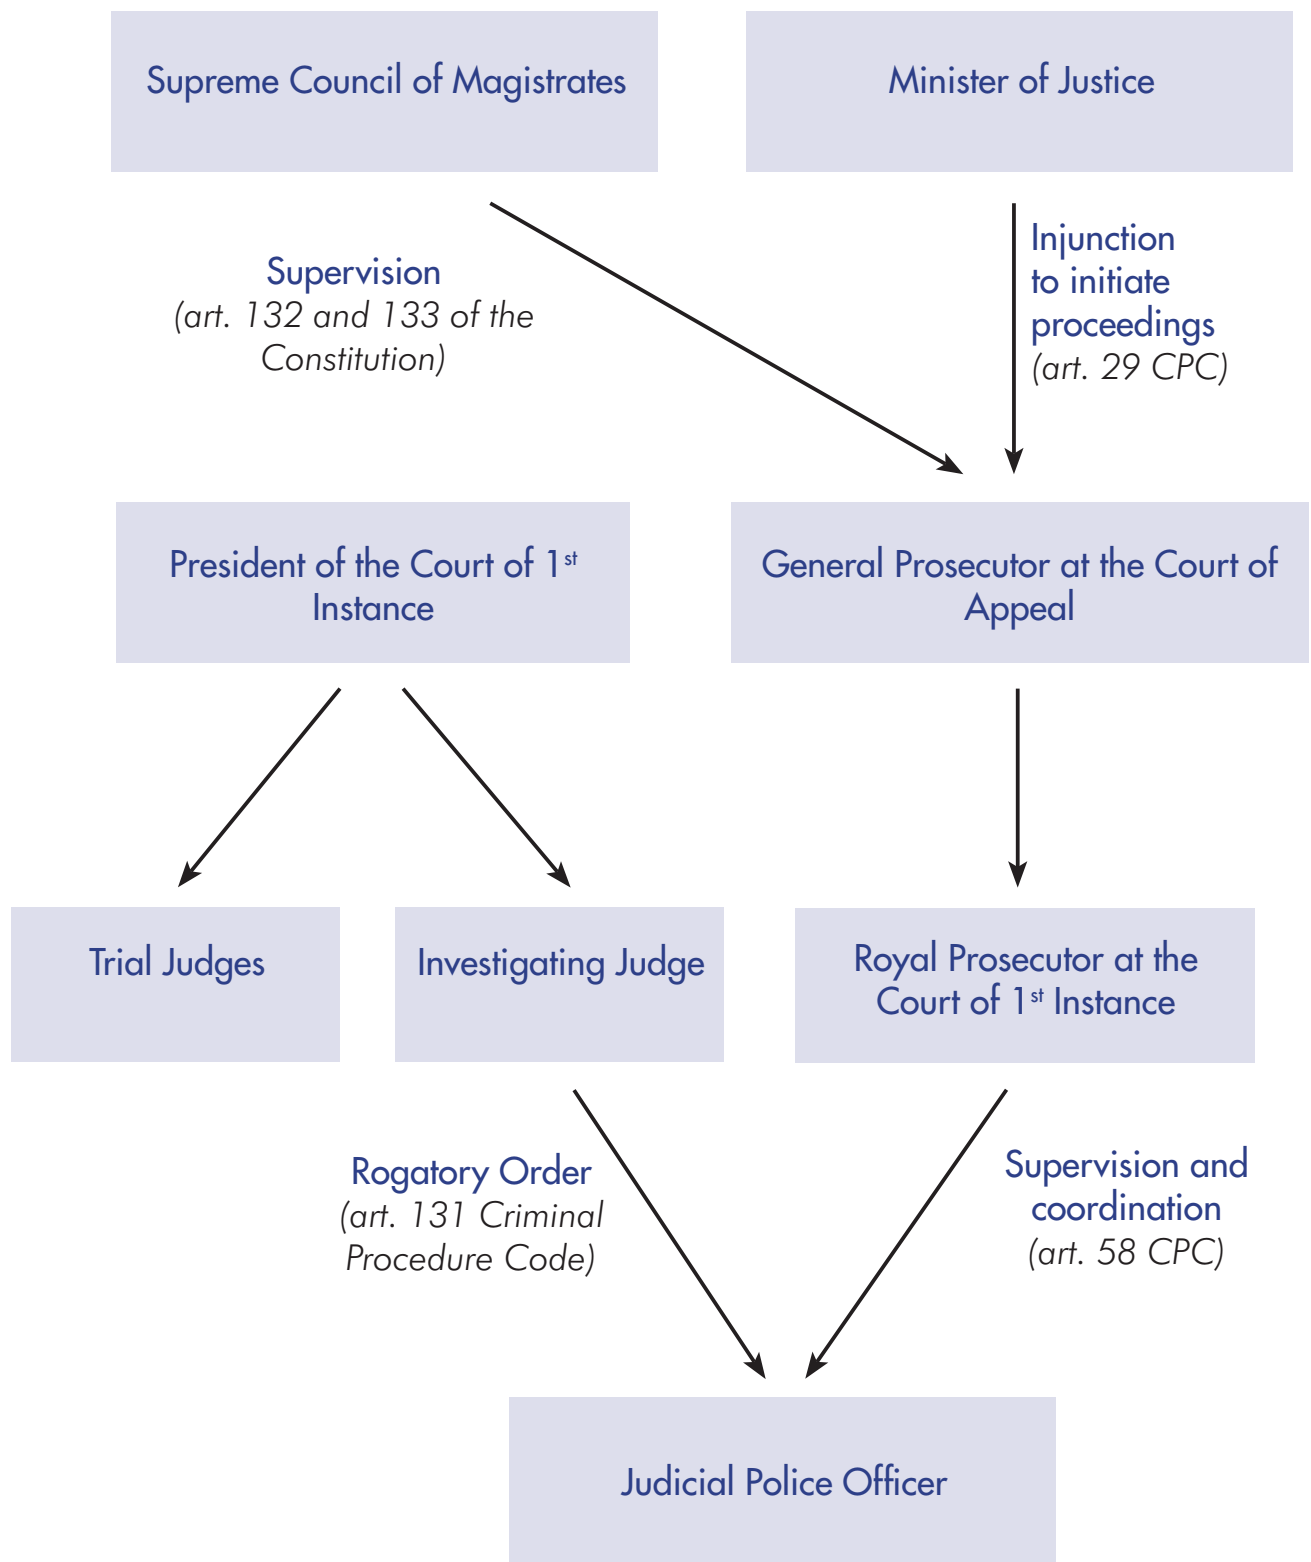 Supreme Council of Magistrates
Minister of Justice
Supervision
(art. 132 and 133 of the
Constitution)
Injunction
to initiate
proceedings
(art. 29 CPC)
President of the Court of 1st
Instance
General Prosecutor at the Court of
Appeal
Trial Judges
Investigating Judge
Royal Prosecutor at the
Court of 1st Instance
Rogatory Order
(art. 131 Criminal
Procedure Code)
Supervision and
coordination
(art. 58 CPC)
Judicial Police Officer